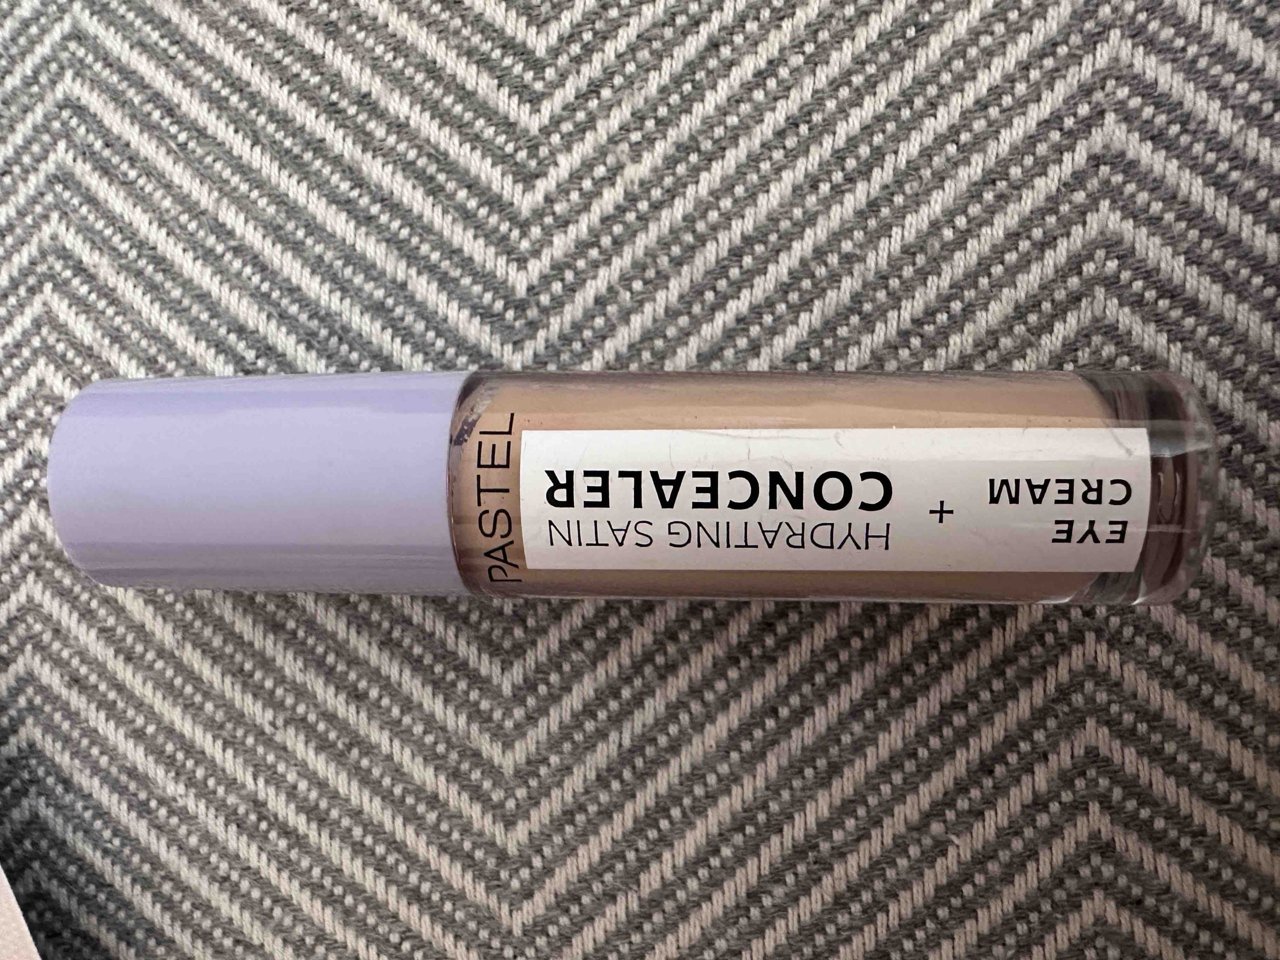 PASTEL
HYDRATING SATIN
CONCEALER
+
EYE
CREAM